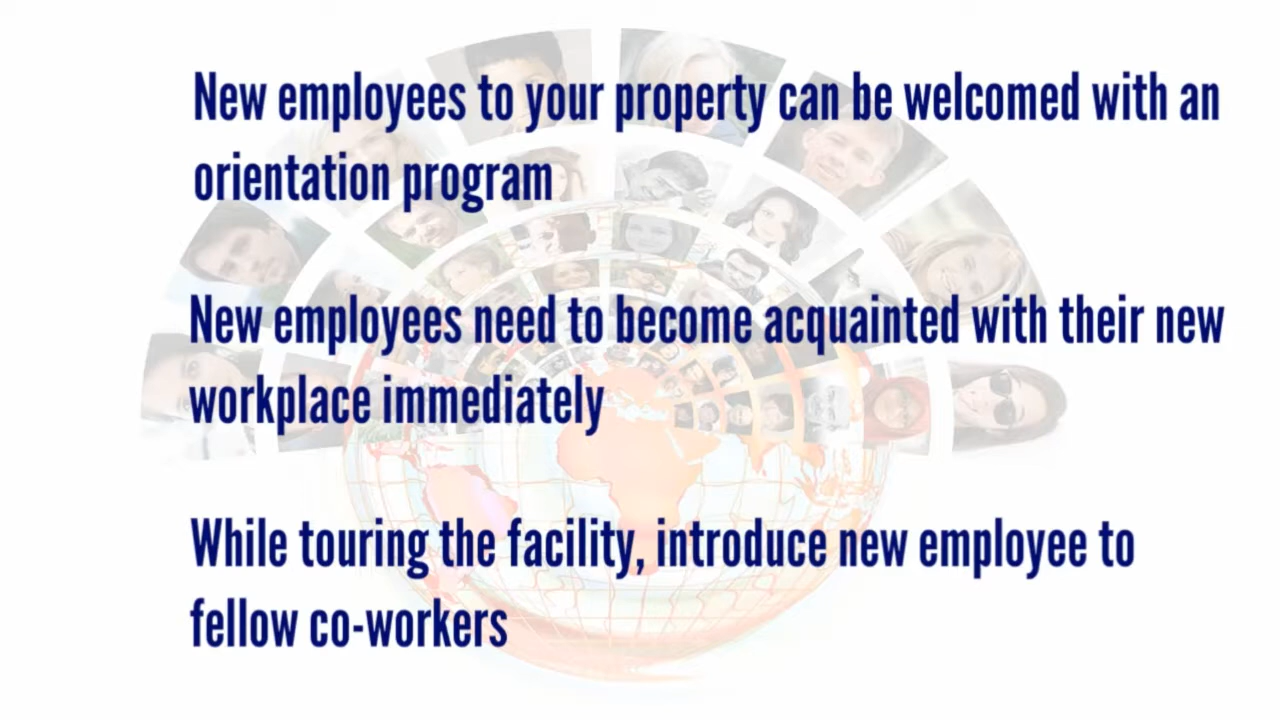 New employees to your property can be welcomed with an
orientation program
New employees need to become acquainted with their new
workplace immediately
While touring the facility, introduce new employee to
fellow co-workers